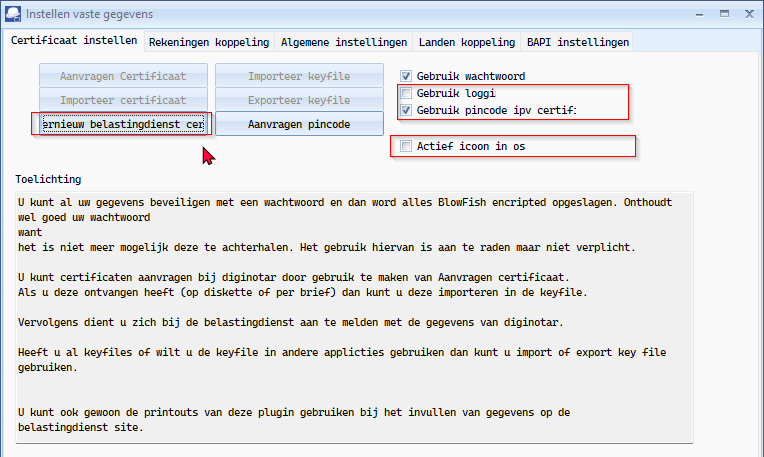 Instellen vaste gegevens
Certificaat instellen Rekeningen koppeling Algemene instellingen Landen koppeling BAPI instellingen
Aanvragen Certificaat Importeer keyfile Gebruik wachtwoord
Gebruik loggi
Importeer certificaat Exporteer keyfile
Gebruik pincode ipv certif:
ernieuw belastingdienst cer Aanvragen pincode
Actief icoon in os
Toelichting
U kunt al uw gegevens beveiligen met een wachtwoord en dan word alles BlowFish encripted opgeslagen. Onthoudt
wel goed uw wachtwoord
want
het is niet meer mogelijk deze te achterhalen. Het gebruik hiervan is aan te raden maar niet verplicht.
U kunt certificaten aanvragen bij diginotar door gebruik te maken van Aanvragen certificaat.
Als u deze ontvangen heeft (op diskette of per brief) dan kunt u deze importeren in de keyfile.
Vervolgens dient u zich bij de belastingdienst aan te melden met de gegevens van diginotar.
Heeft u al keyfiles of wilt u de keyfile in andere applicties gebruiken dan kunt u import of export key file
gebruiken.
U kunt ook gewoon de printouts van deze plugin gebruiken bij het invullen van gegevens op de
belastingdienst site.